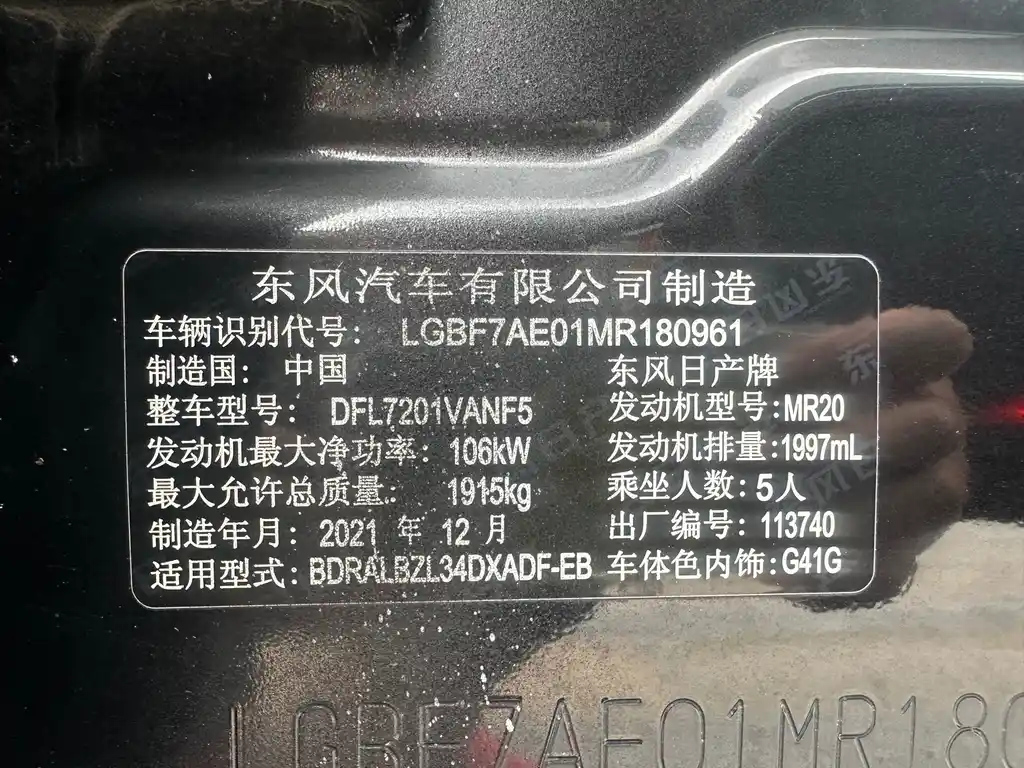 东风汽车有限公司制造
车辆识别代号: LGBF7AE01MR180961
制造国: 中国 东风日产牌
整车型号: DFL7201VANF5 发动机型号:MR20
发动机最大净功率: 106kW 发动机排量:1997mL
最大允许总质量: 1915kg 乘坐人数:5人
制造年月: 2021 年 12 月 出厂编号: 113740
适用型式:BDRALBZL34DXADF-EB 车体色内饰:G41G
LGBF7AE01MR180